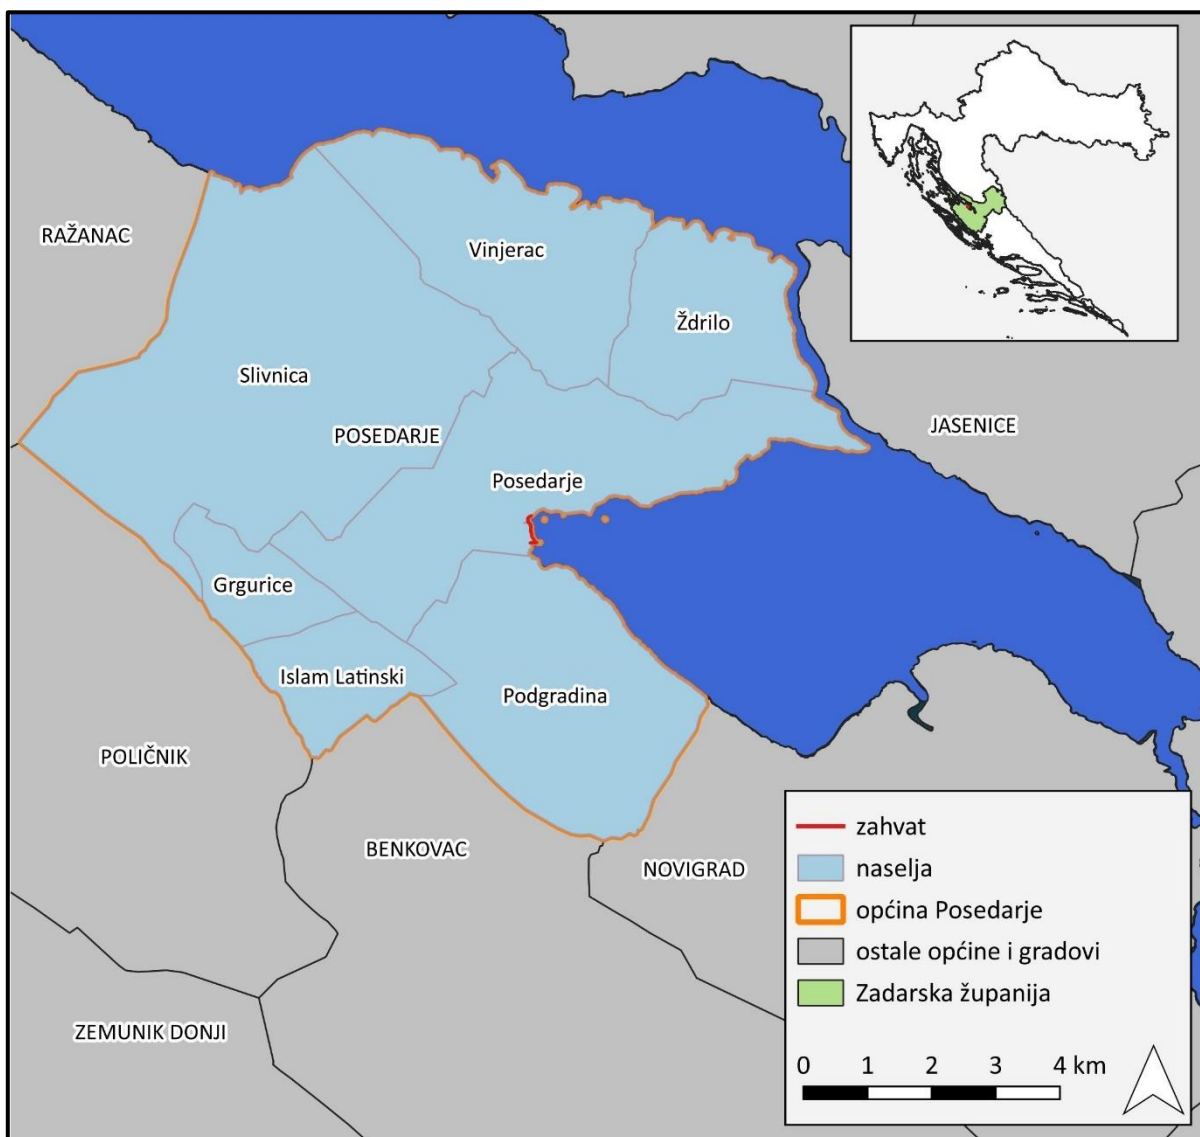 RAŽANAC
Vinjerac
Ždrilo
Slivnica
POSEDARJE
JASENICE
Posedarje
Grgurice
Islam Latinski
Podgradina
POLIČNIK
BENKOVAC
NOVIGRAD
ZEMUNIK DONJI
zahvat
naselja
općina Posedarje
ostale općine i gradovi
Zadarska županija
0 1 2 3 4 km